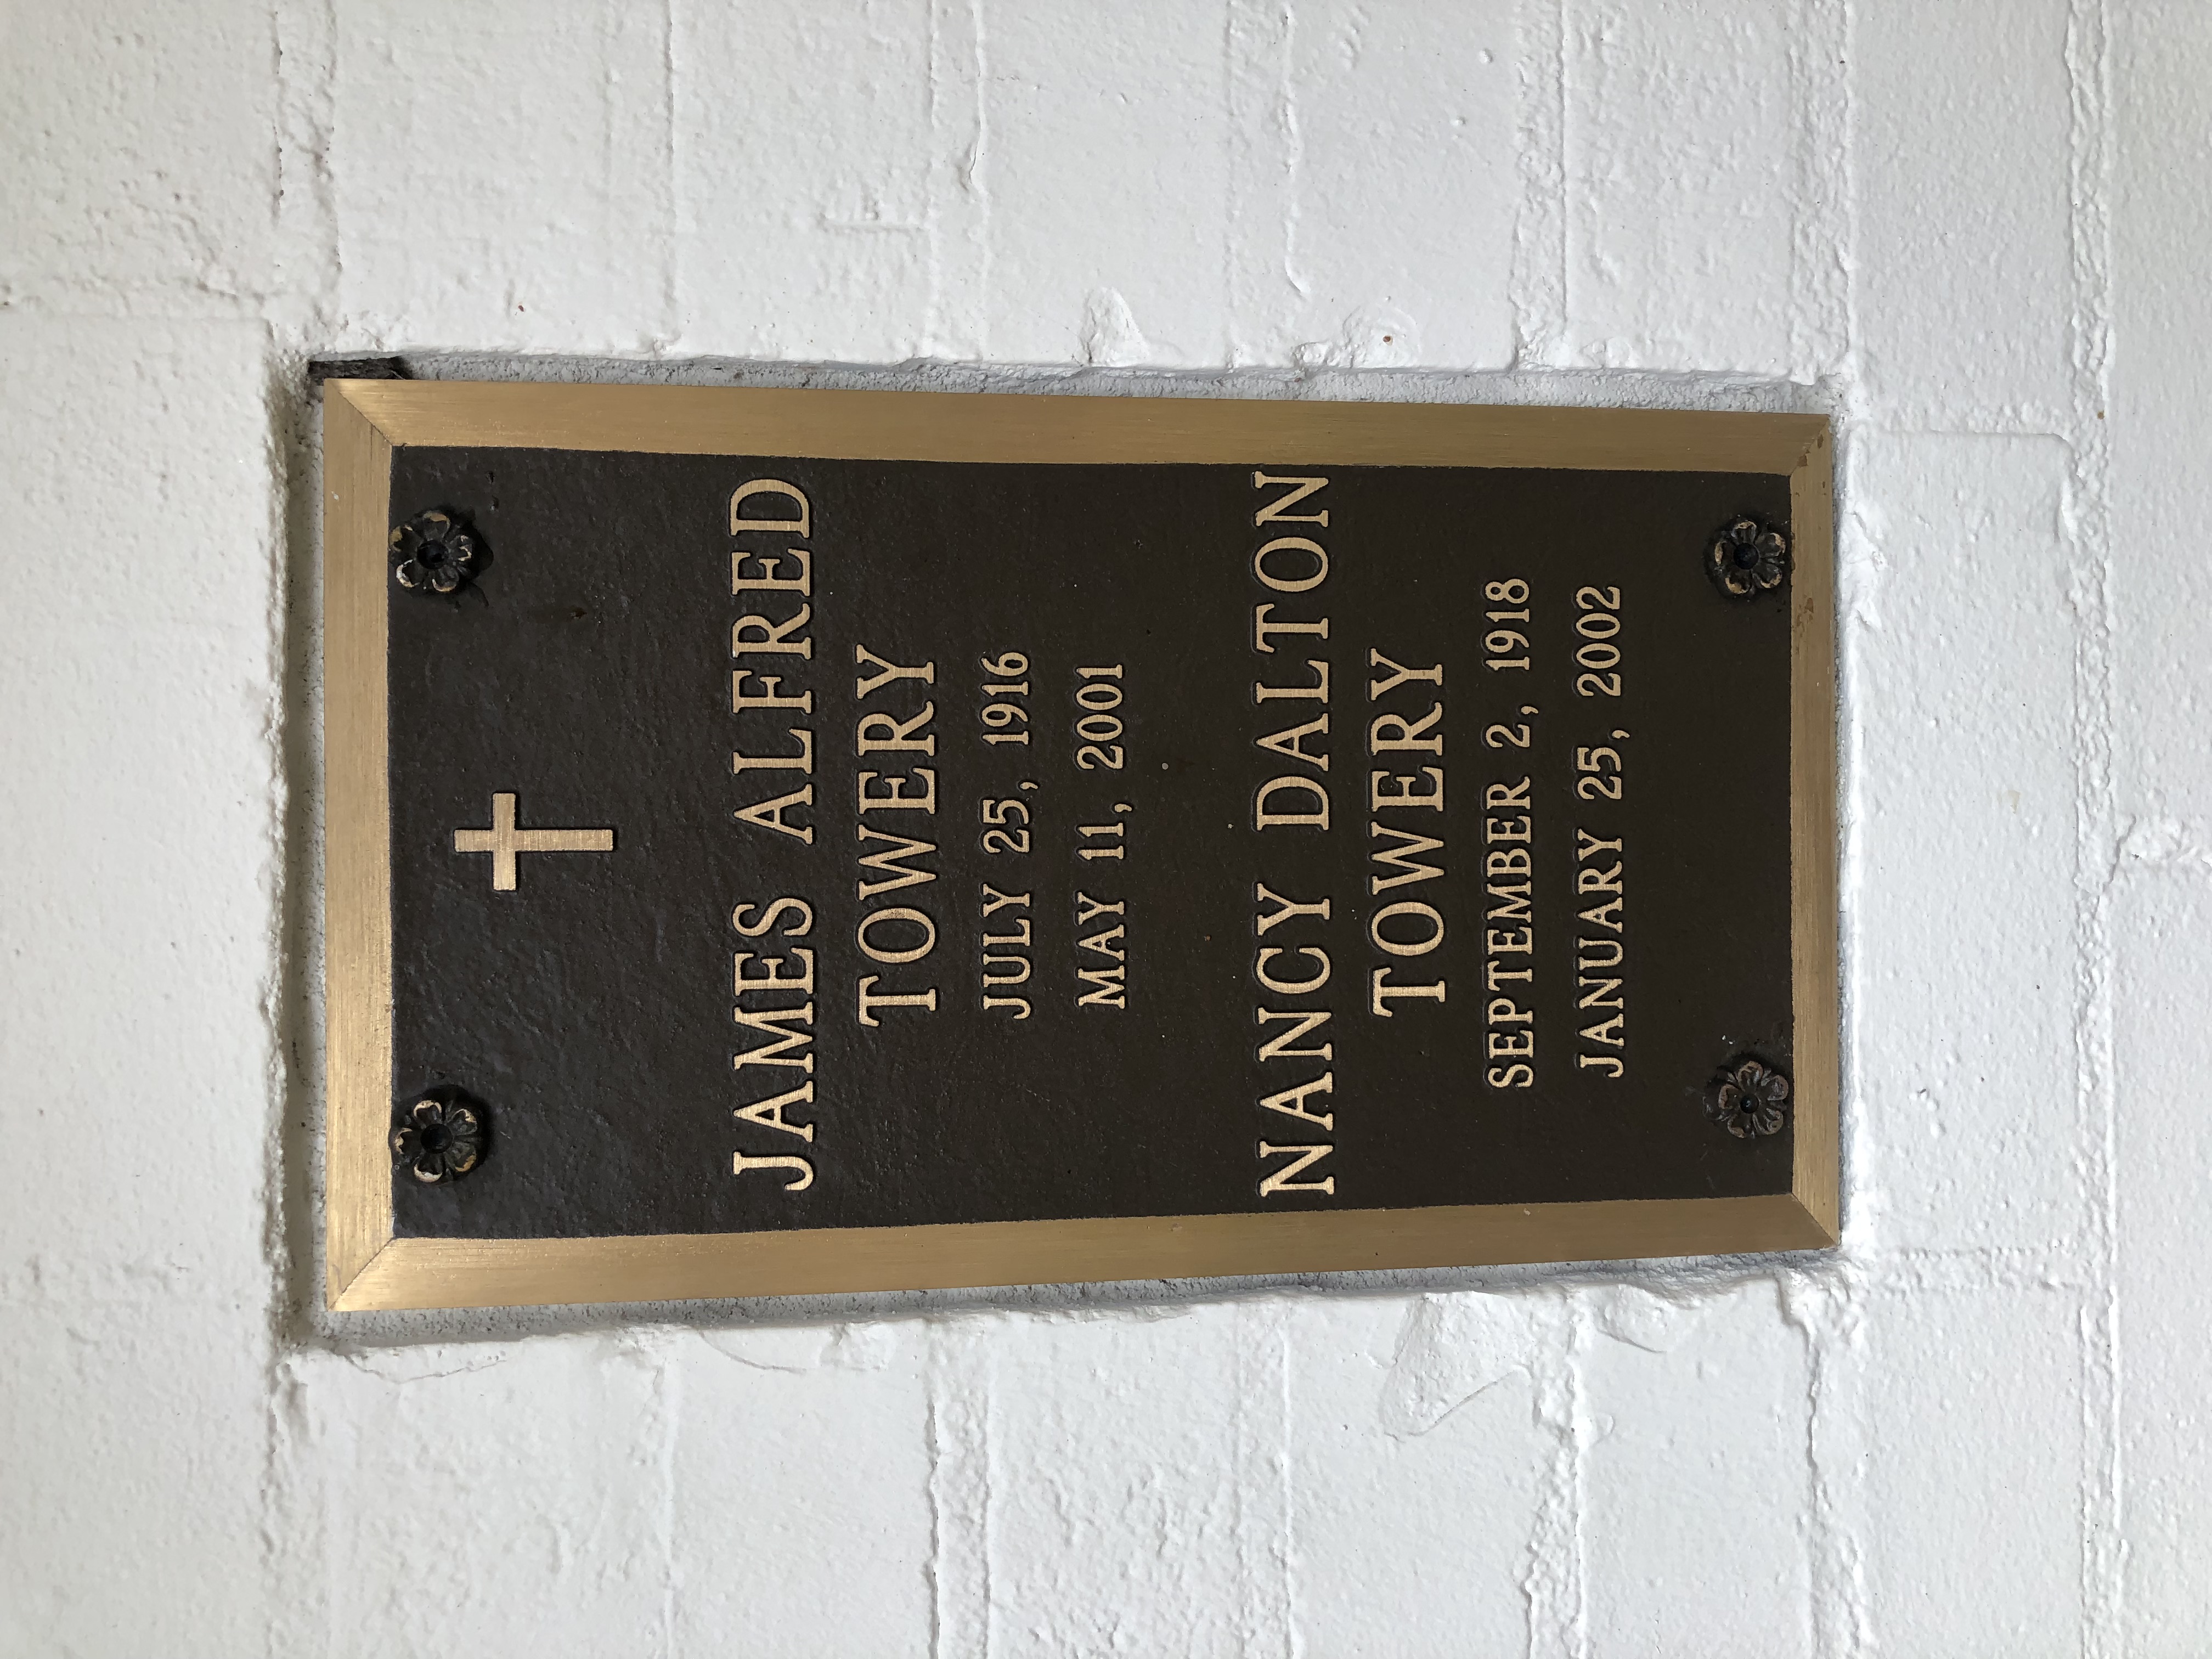 JAMES ALFRED
TOWERY
JULY 25, 1916
MAY 11, 2001
NANCY DALTON
TOWERY
SEPTEMBER 2, 1918
JANUARY 25, 2002